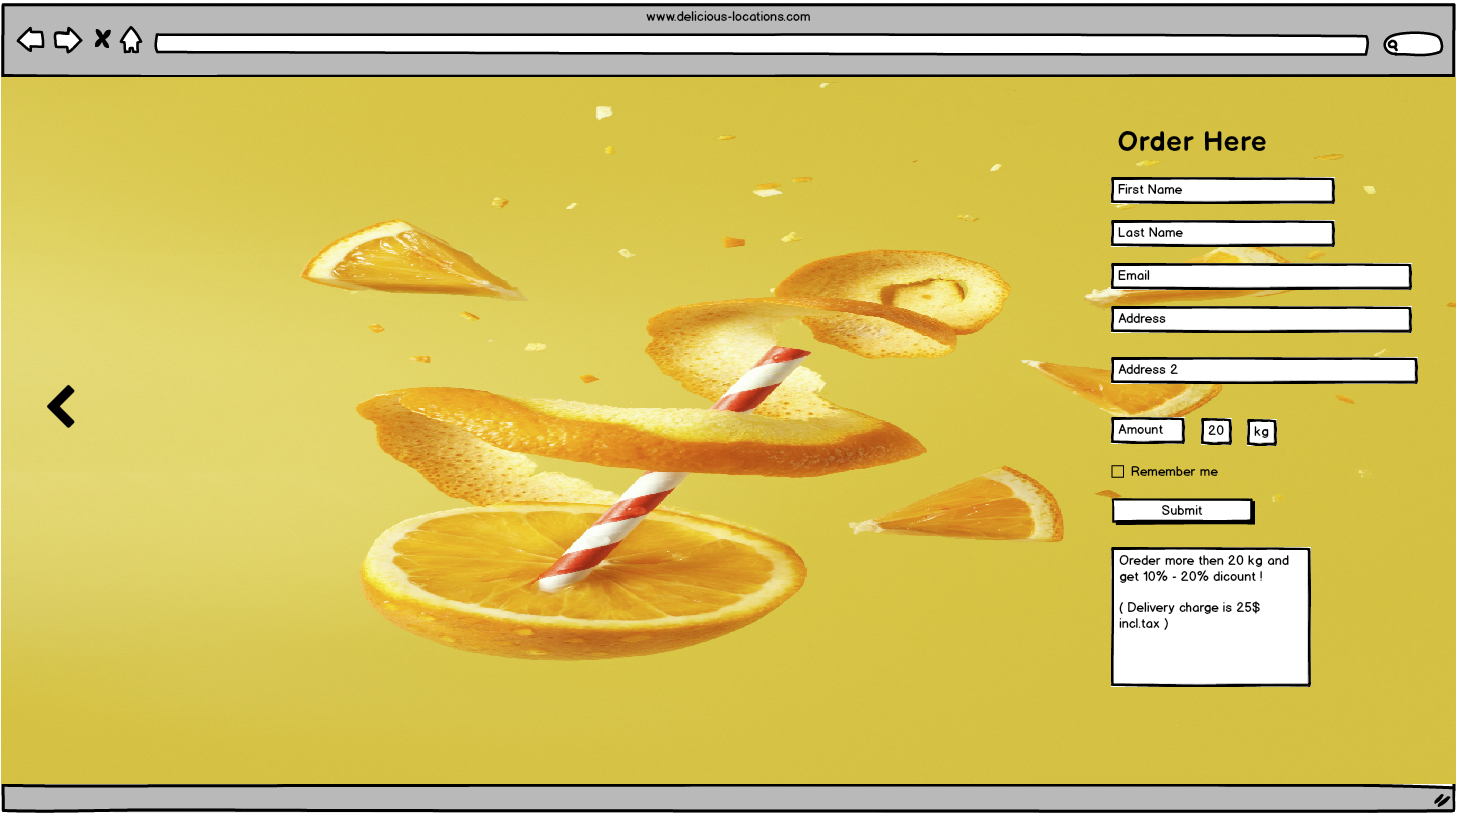 www.delicious-locations.com
Order Here
First Name
Last Name
Email
Address
Address 2
Amount 20 kg
Remember me
Submit
Oreder more then 20 kg and
get 10% - 20% dicount !
( Delivery charge is 25$
incl.tax )